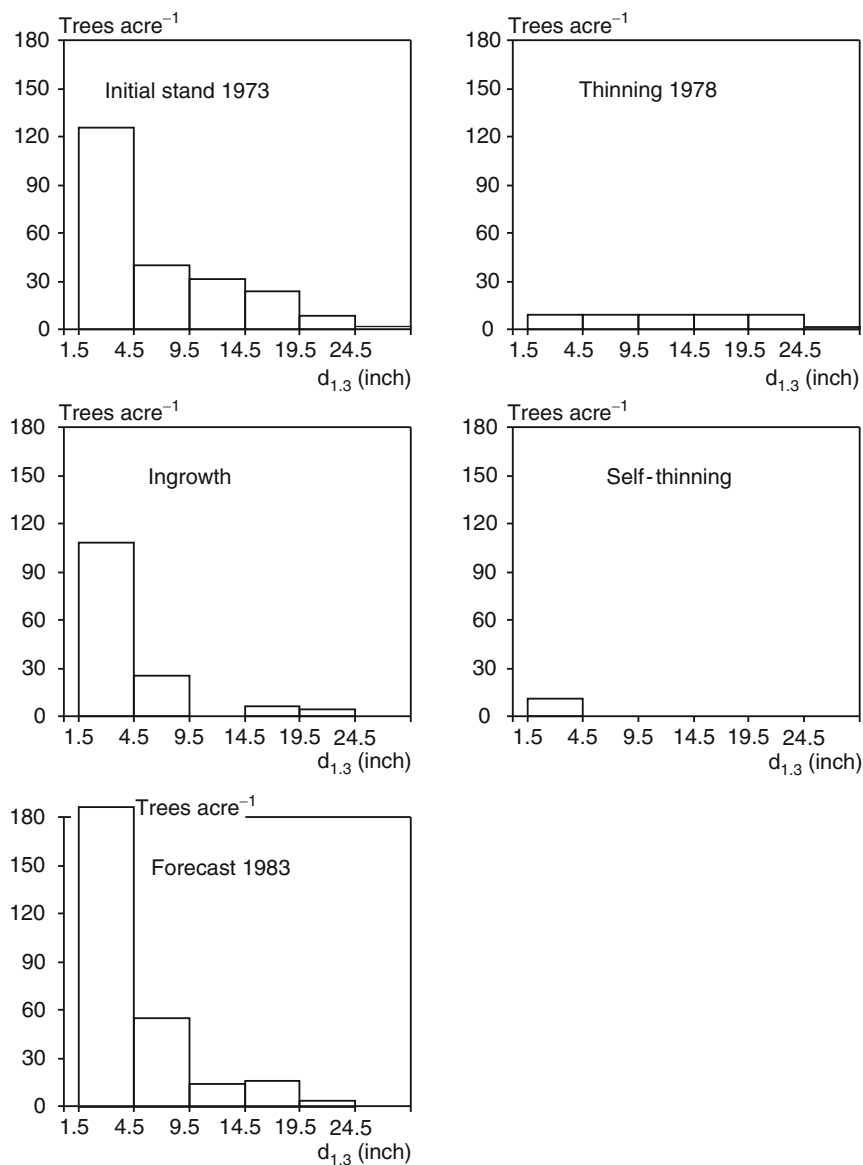 Trees acre⁻¹
180
150
120
90
60
30
0
Initial stand 1973
1.5 4.5 9.5 14.5 19.5 24.5
d₁.₃ (inch)
Trees acre⁻¹
180
150
120
90
60
30
0
Thinning 1978
1.5 4.5 9.5 14.5 19.5 24.5
d₁.₃ (inch)
Trees acre⁻¹
180
150
120
90
60
30
0
Ingrowth
1.5 4.5 9.5 14.5 19.5 24.5
d₁.₃ (inch)
Trees acre⁻¹
180
150
120
90
60
30
0
Self-thinning
1.5 4.5 9.5 14.5 19.5 24.5
d₁.₃ (inch)
Trees acre⁻¹
180
150
120
90
60
30
0
Forecast 1983
1.5 4.5 9.5 14.5 19.5 24.5
d₁.₃ (inch)